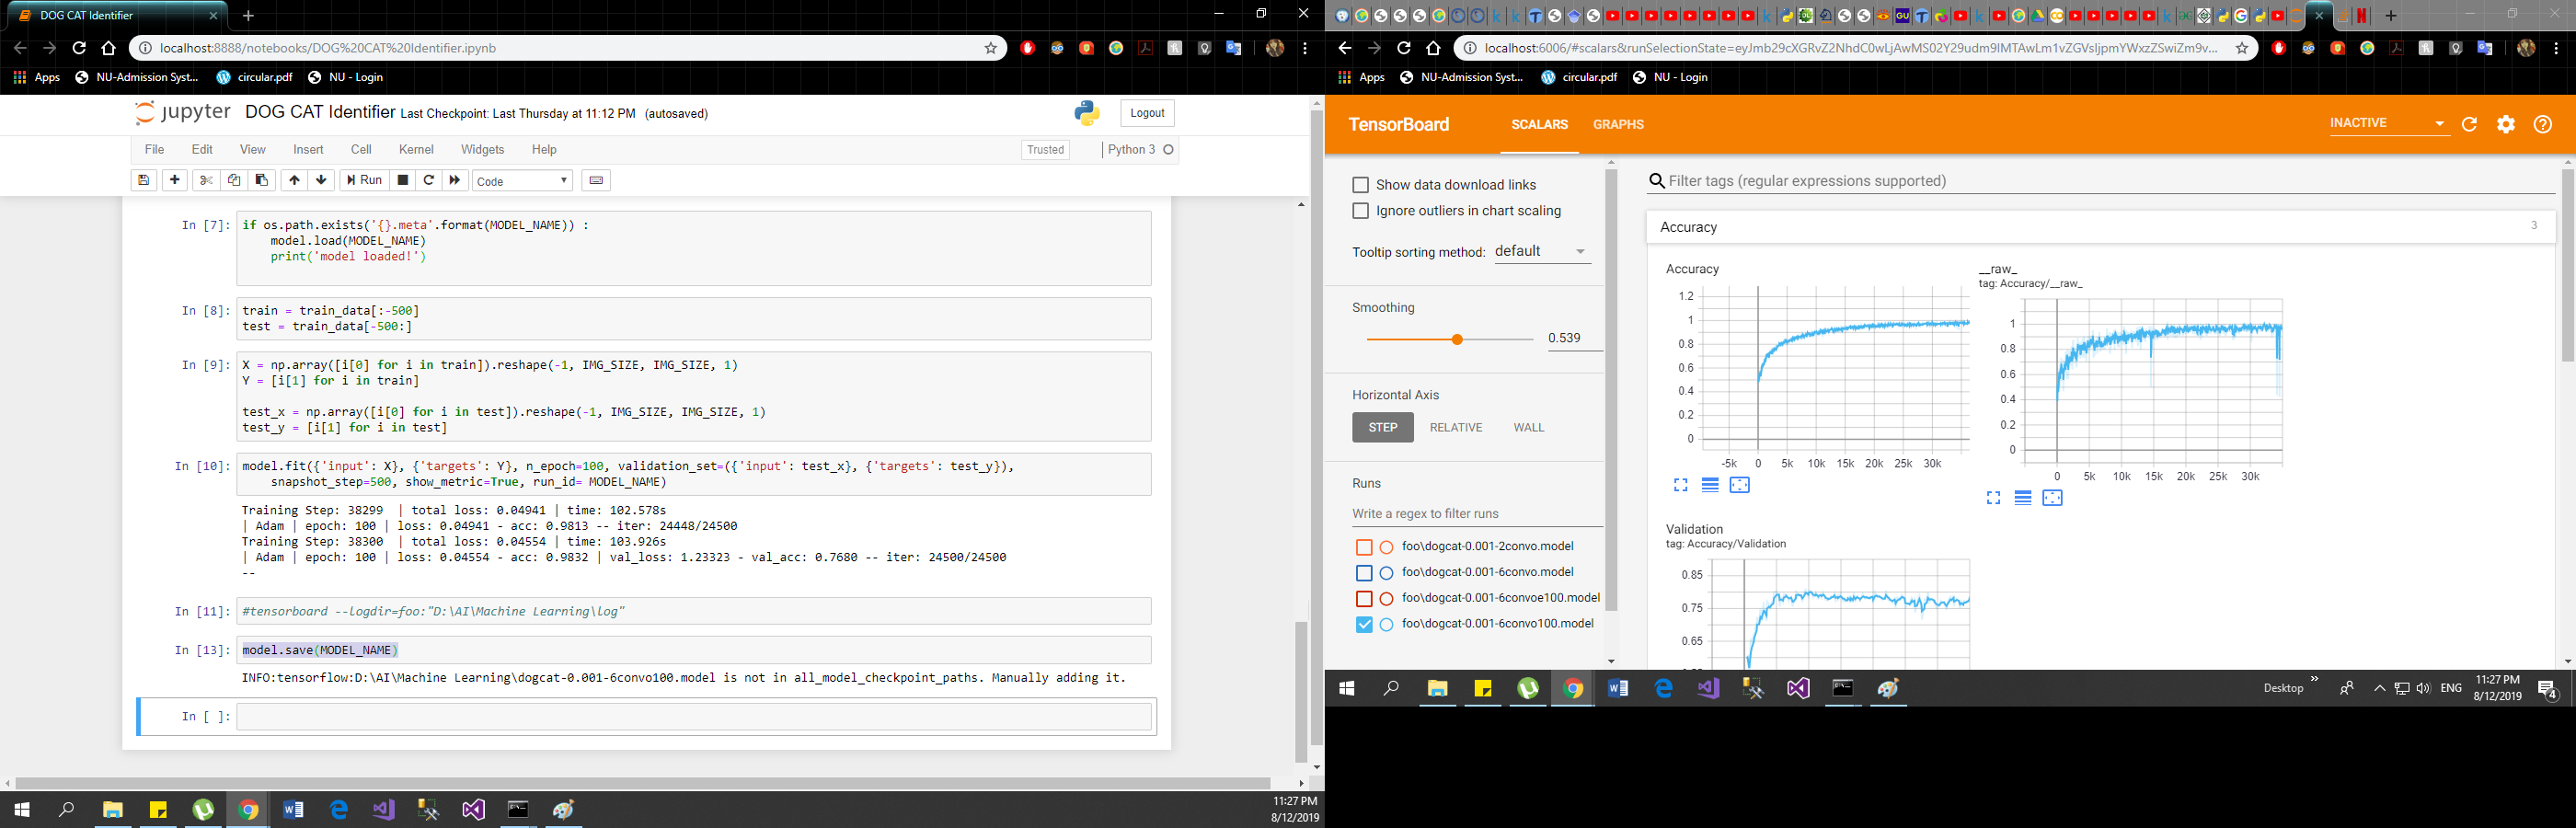 DOG CAT Identifier
localhost:8888/notebooks/DOG%20CAT%20Identifier.ipynb
Apps
NU-Admission Syst...
circular.pdf
NU - Login
jupyter
DOG CAT Identifier Last Checkpoint: Last Thursday at 11:12 PM (autosaved)
Logout
File
Edit
View
Insert
Cell
Kernel
Widgets
Help
Trusted
Python 3
Run
Code
In [7]:
if os.path.exists('{}.meta'.format(MODEL_NAME)) :
model.load(MODEL_NAME)
print('model loaded!')
In [8]:
train = train_data[:-500]
test = train_data[-500:]
In [9]:
X = np.array([i[0] for i in train]).reshape(-1, IMG_SIZE, IMG_SIZE, 1)
Y = [i[1] for i in train]
test_x = np.array([i[0] for i in test]).reshape(-1, IMG_SIZE, IMG_SIZE, 1)
test_y = [i[1] for i in test]
In [10]:
model.fit({'input': X}, {'targets': Y}, n_epoch=100, validation_set=({'input': test_x}, {'targets': test_y}),
snapshot_step=500, show_metric=True, run_id= MODEL_NAME)
Training Step: 38299 | total loss: 0.04941 | time: 102.578s
| Adam | epoch: 100 | loss: 0.04941 - acc: 0.9813 -- iter: 24448/24500
Training Step: 38300 | total loss: 0.04554 | time: 103.926s
| Adam | epoch: 100 | loss: 0.04554 - acc: 0.9832 | val_loss: 1.23323 - val_acc: 0.7680 -- iter: 24500/24500
--
In [11]:
#tensorboard --logdir=foo:"D:\AI\Machine Learning\log"
In [13]:
model.save(MODEL_NAME)
INFO:tensorflow:D:\AI\Machine Learning\dogcat-0.001-6convo100.model is not in all_model_checkpoint_paths. Manually adding it.
In [ ]:
11:27 PM
8/12/2019
Apps
NU-Admission Syst...
circular.pdf
NU - Login
TensorBoard
SCALARS
GRAPHS
INACTIVE
Show data download links
Ignore outliers in chart scaling
Tooltip sorting method: default
Smoothing
0.539
Horizontal Axis
STEP
RELATIVE
WALL
Runs
Write a regex to filter runs
foo\dogcat-0.001-2convo.model
foo\dogcat-0.001-6convo.model
foo\dogcat-0.001-6convoe100.model
foo\dogcat-0.001-6convo100.model
Filter tags (regular expressions supported)
Accuracy
3
Accuracy
1.2
1
0.8
0.6
0.4
0.2
0
-5k 0 5k 10k 15k 20k 25k 30k
__raw_
tag: Accuracy/__raw_
1
0.8
0.6
0.4
0.2
0
0 5k 10k 15k 20k 25k 30k
Validation
tag: Accuracy/Validation
0.85
0.75
0.65
Desktop
ENG
11:27 PM
8/12/2019
4